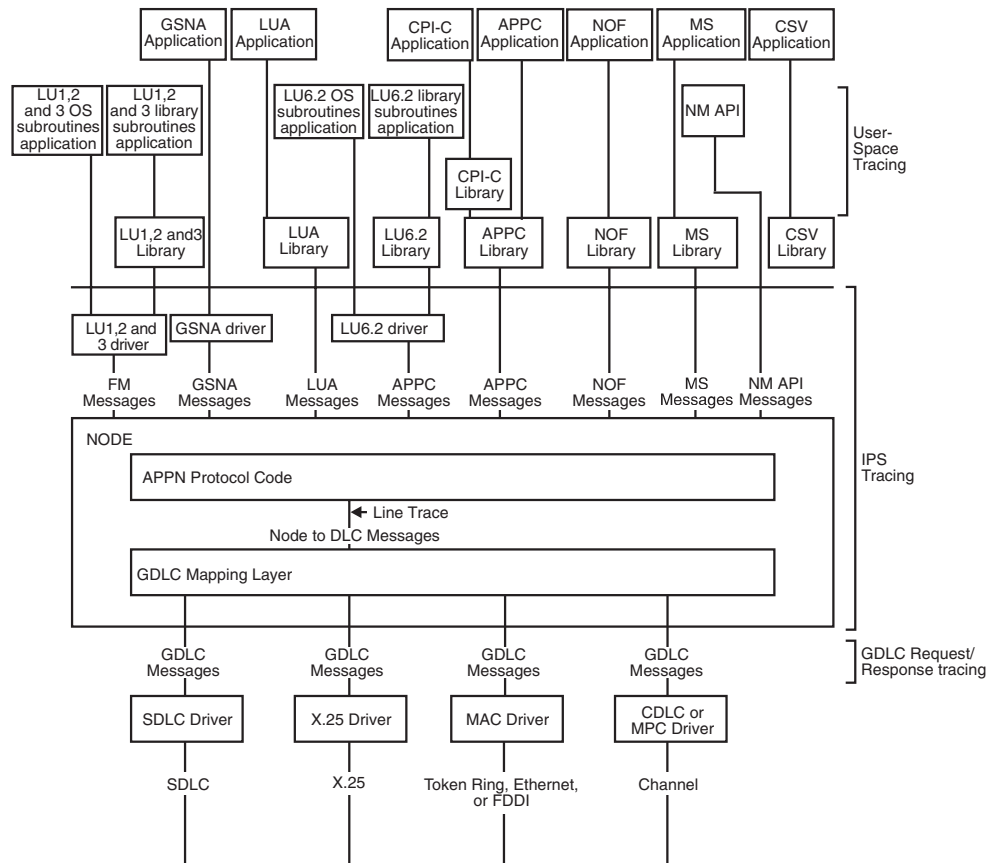 GSNA
Application
LUA
Application
CPI-C
Application
APPC
Application
NOF
Application
MS
Application
CSV
Application
LU1,2
and 3 OS
subroutines
application
LU1,2
and 3 library
subroutines
application
LU6.2 OS
subroutines
application
LU6.2 library
subroutines
application
NM API
User-
Space
Tracing
CPI-C
Library
LU1,2 and3
Library
LUA
Library
LU6.2
Library
APPC
Library
NOF
Library
MS
Library
CSV
Library
LU1,2 and
3 driver
GSNA driver
LU6.2 driver
FM
Messages
GSNA
Messages
LUA
Messages
APPC
Messages
APPC
Messages
NOF
Messages
MS
Messages
NM API
Messages
NODE
APPN Protocol Code
IPS
Tracing
Line Trace
Node to DLC Messages
GDLC Mapping Layer
GDLC
Messages
GDLC
Messages
GDLC
Messages
GDLC
Messages
GDLC Request/
Response tracing
SDLC Driver
X.25 Driver
MAC Driver
CDLC or
MPC Driver
SDLC
X.25
Token Ring, Ethernet,
or FDDI
Channel